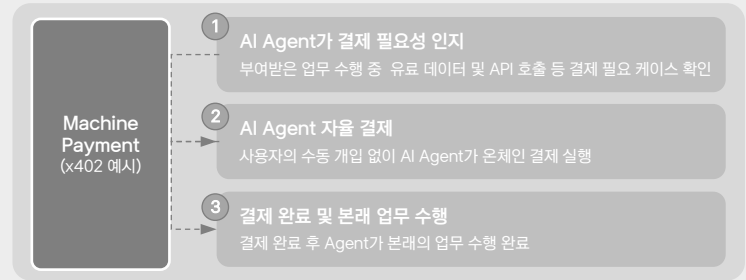 Machine
Payment
(x402 예시)
1
AI Agent가 결제 필요성 인지
부여받은 업무 수행 중 유료 데이터 및 API 호출 등 결제 필요 케이스 확인
2
AI Agent 자율 결제
사용자의 수동 개입 없이 AI Agent가 온체인 결제 실행
3
결제 완료 및 본래 업무 수행
결제 완료 후 Agent가 본래의 업무 수행 완료